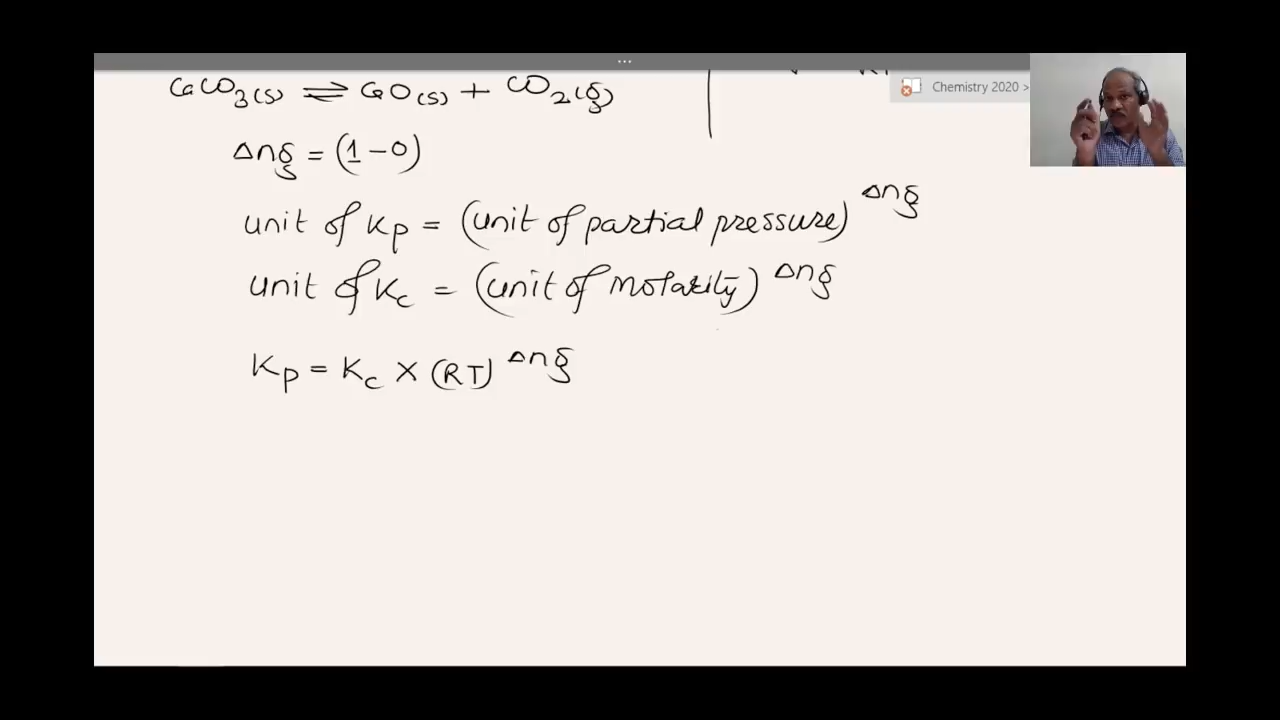 CaCO3(s) ⇌ CaO(s) + CO2(g)
Chemistry 2020 >
Δng = (1-0)
unit of Kp = (unit of partial pressure)^Δng
unit of Kc = (unit of molarity)^Δng
Kp = Kc × (RT)^Δng